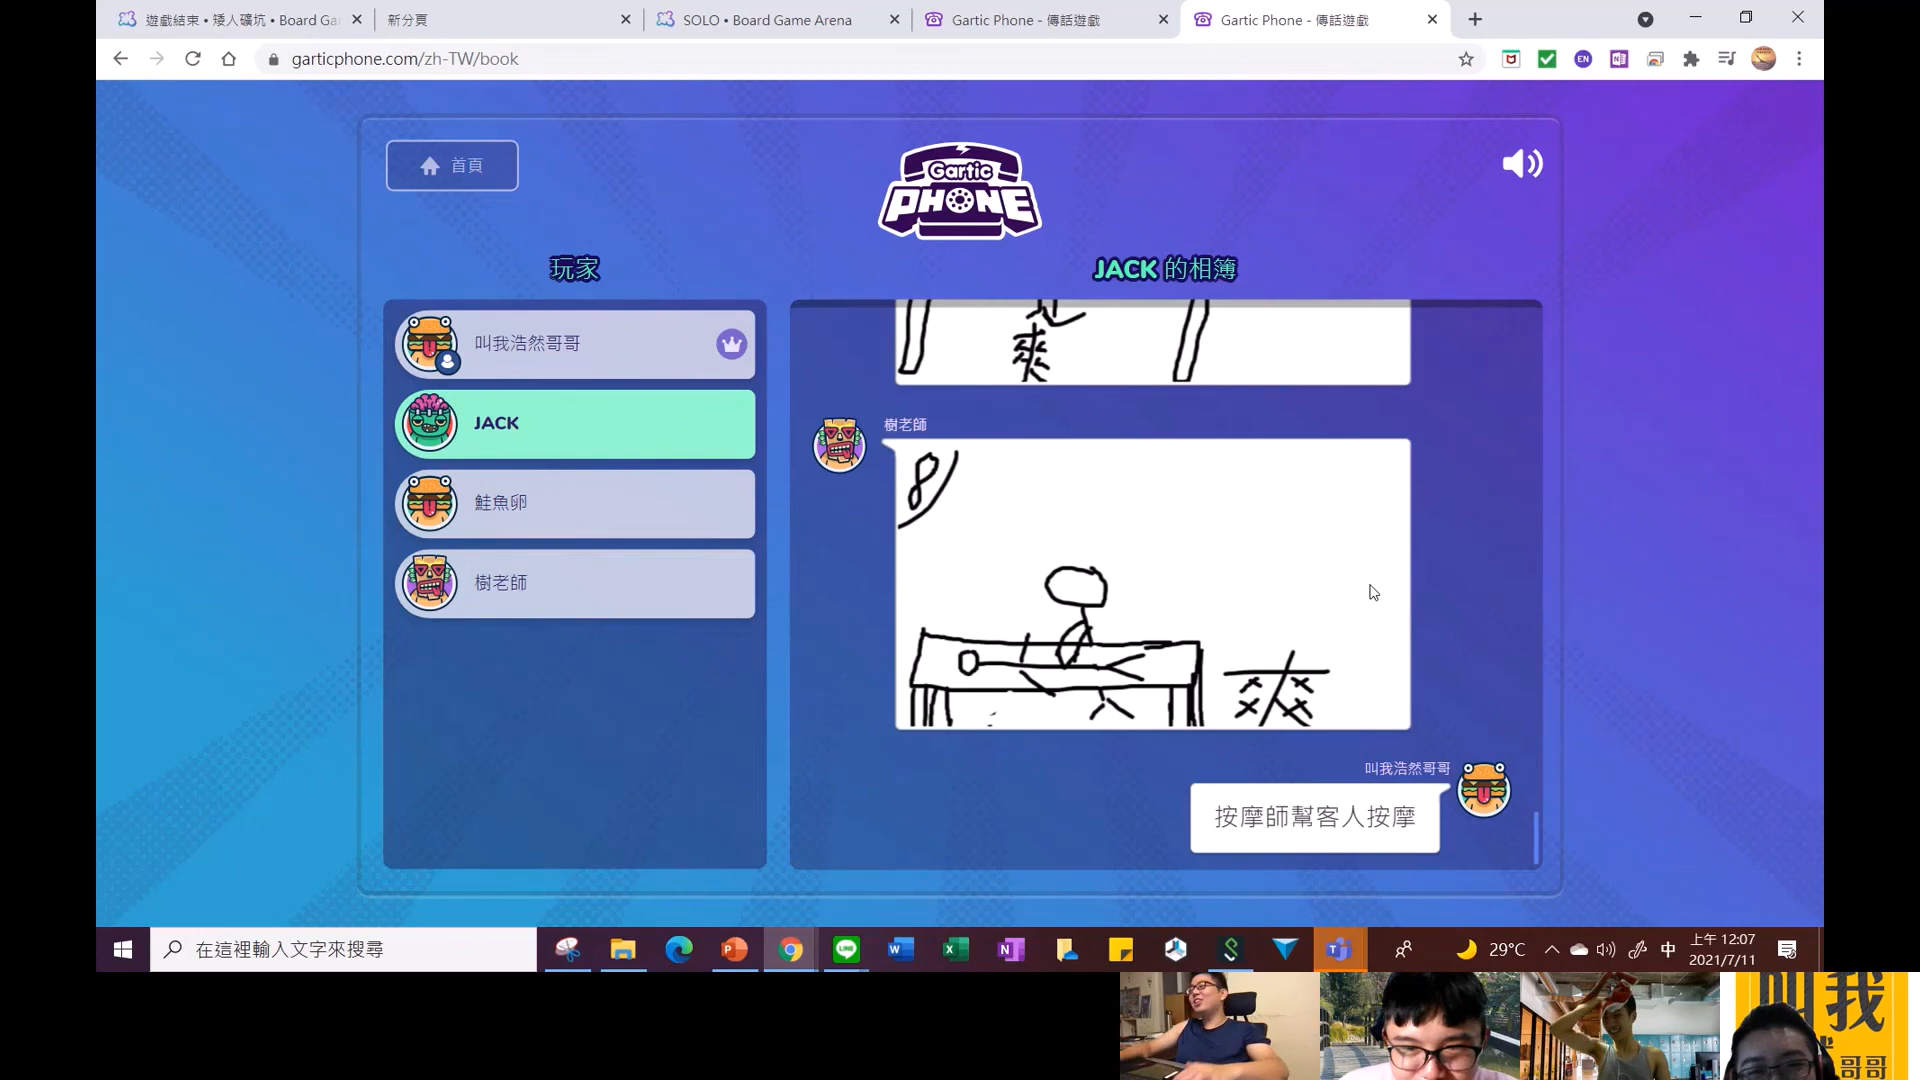 遊戲結束 • 矮人礦坑 • Board Ga
新分頁
SOLO • Board Game Arena
Gartic Phone - 傳話遊戲
Gartic Phone - 傳話遊戲
garticphone.com/zh-TW/book
EN
首頁
Gartic
PHONE
玩家
JACK 的相簿
叫我浩然哥哥
JACK
鮭魚卵
樹老師
爽
樹老師
8
爽
叫我浩然哥哥
按摩師幫客人按摩
在這裡輸入文字來搜尋
29°C
中
上午 12:07
2021/7/11
叫我
哥哥